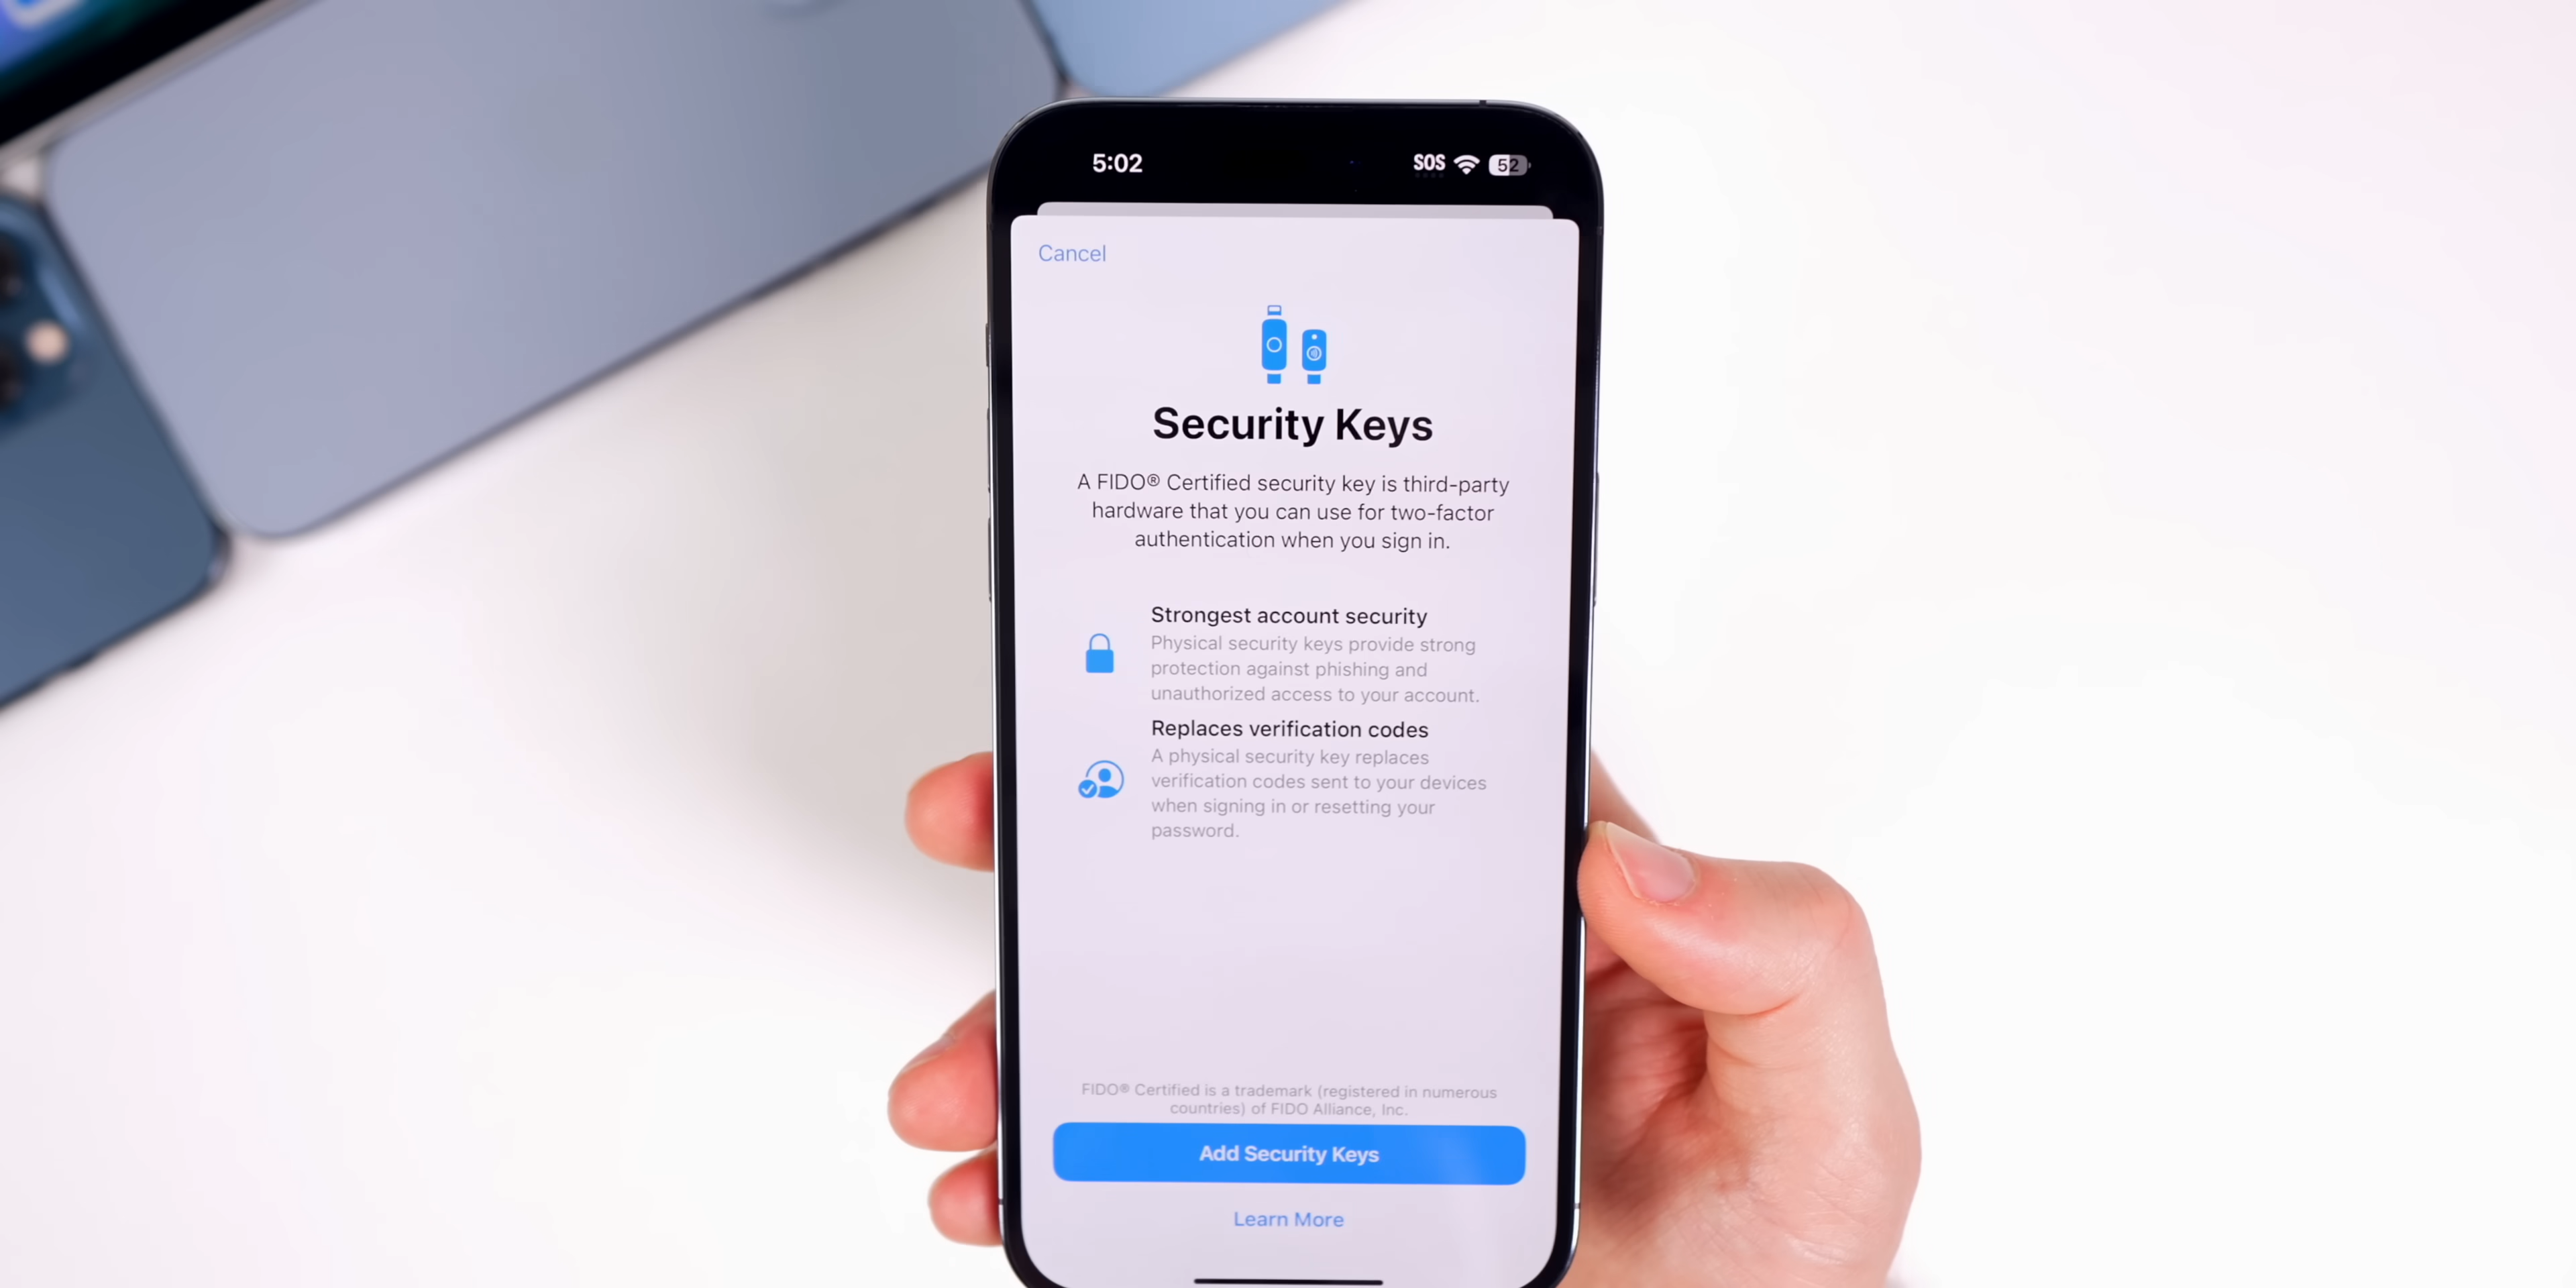 5:02
SOS
52
Cancel
Security Keys
A FIDO® Certified security key is third-party
hardware that you can use for two-factor
authentication when you sign in.
Strongest account security
Physical security keys provide strong
protection against phishing and
unauthorized access to your account.
Replaces verification codes
A physical security key replaces
verification codes sent to your devices
when signing in or resetting your
password.
FIDO® Certified is a trademark (registered in numerous
countries) of FIDO Alliance, Inc.
Add Security Keys
Learn More